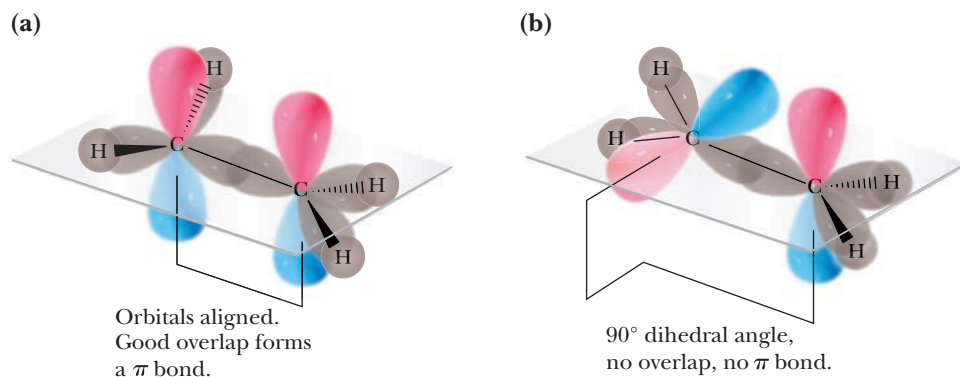 (a)
H
C
H
C
H
H
Orbitals aligned.
Good overlap forms
a π bond.
(b)
H
H
C
C
H
H
90° dihedral angle,
no overlap, no π bond.